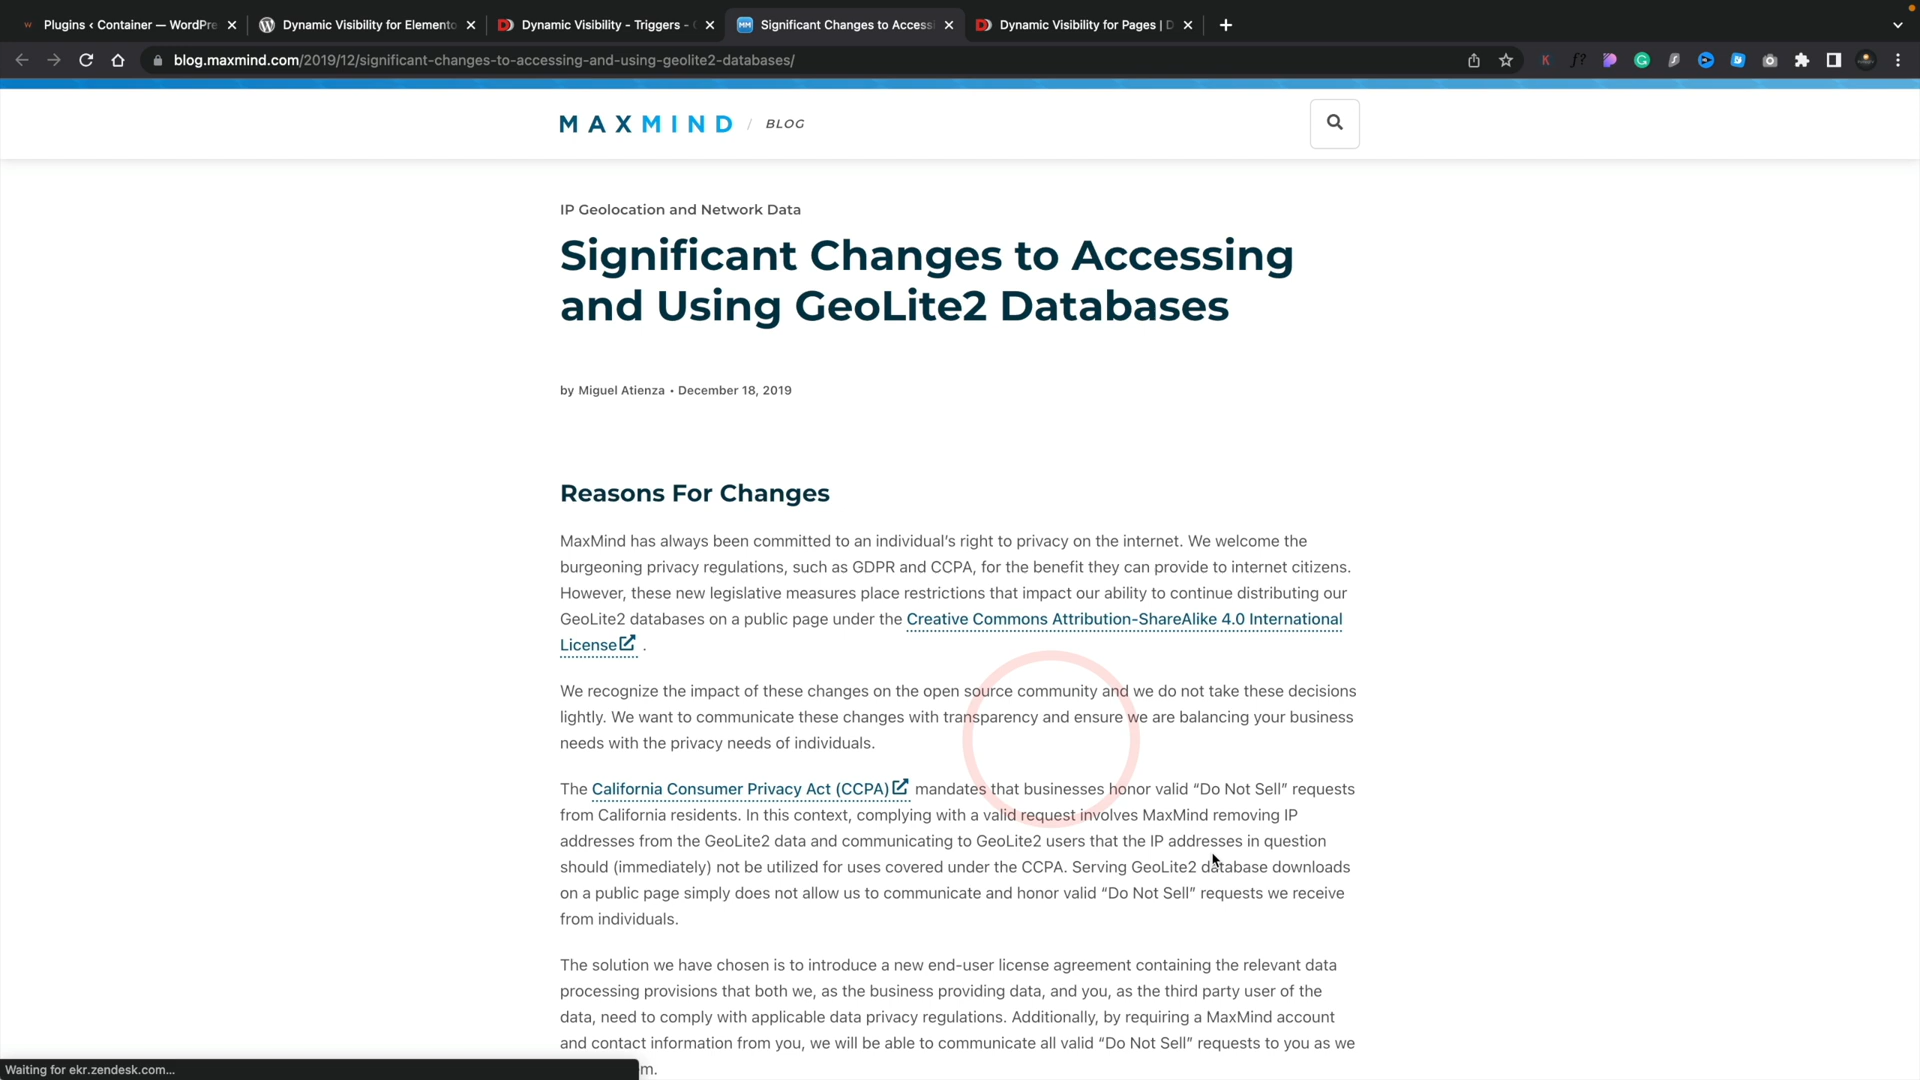 Plugins ‹ Container — WordPre
Dynamic Visibility for Elemento
Dynamic Visibility - Triggers -
Significant Changes to Access
Dynamic Visibility for Pages | D
blog.maxmind.com/2019/12/significant-changes-to-accessing-and-using-geolite2-databases/
MAXMIND / BLOG
IP Geolocation and Network Data
Significant Changes to Accessing
and Using GeoLite2 Databases
by Miguel Atienza • December 18, 2019
Reasons For Changes
MaxMind has always been committed to an individual’s right to privacy on the internet. We welcome the
burgeoning privacy regulations, such as GDPR and CCPA, for the benefit they can provide to internet citizens.
However, these new legislative measures place restrictions that impact our ability to continue distributing our
GeoLite2 databases on a public page under the Creative Commons Attribution-ShareAlike 4.0 International
License .
We recognize the impact of these changes on the open source community and we do not take these decisions
lightly. We want to communicate these changes with transparency and ensure we are balancing your business
needs with the privacy needs of individuals.
The California Consumer Privacy Act (CCPA) mandates that businesses honor valid “Do Not Sell” requests
from California residents. In this context, complying with a valid request involves MaxMind removing IP
addresses from the GeoLite2 data and communicating to GeoLite2 users that the IP addresses in question
should (immediately) not be utilized for uses covered under the CCPA. Serving GeoLite2 database downloads
on a public page simply does not allow us to communicate and honor valid “Do Not Sell” requests we receive
from individuals.
The solution we have chosen is to introduce a new end-user license agreement containing the relevant data
processing provisions that both we, as the business providing data, and you, as the third party user of the
data, need to comply with applicable data privacy regulations. Additionally, by requiring a MaxMind account
and contact information from you, we will be able to communicate all valid “Do Not Sell” requests to you as we
Waiting for ekr.zendesk.com...
m.